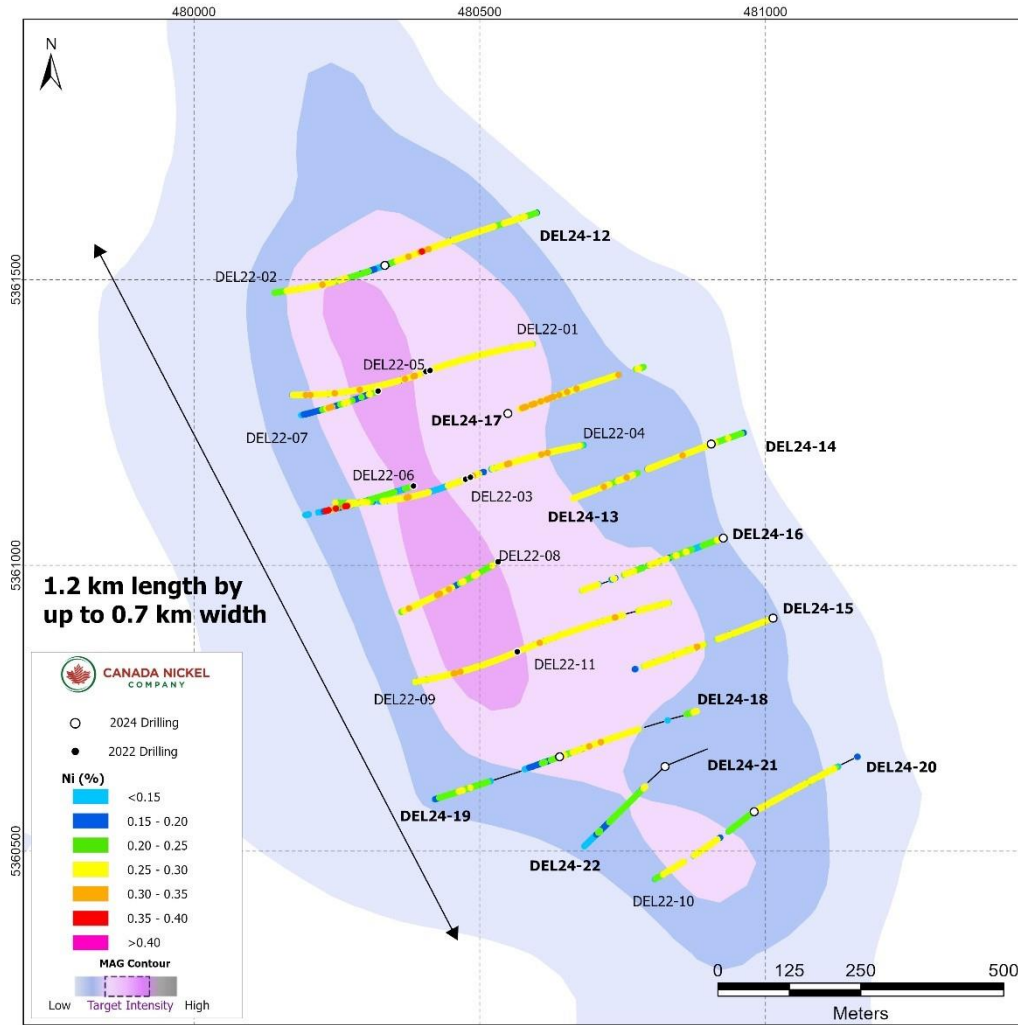 480000
480500
481000
N
DEL24-12
DEL22-02
5361500
DEL22-01
DEL22-05
DEL24-17
DEL22-04
DEL22-07
DEL24-14
DEL22-06
DEL22-03
DEL24-13
DEL24-16
DEL22-08
5361000
1.2 km length by
up to 0.7 km width
DEL24-15
DEL22-11
DEL22-09
DEL24-18
DEL24-21
DEL24-20
DEL24-19
5360500
DEL24-22
DEL22-10
CANADA NICKEL
COMPANY
2024 Drilling
2022 Drilling
Ni (%)
<0.15
0.15 - 0.20
0.20 - 0.25
0.25 - 0.30
0.30 - 0.35
0.35 - 0.40
>0.40
MAG Contour
Low Target Intensity High
0 125 250 500
Meters